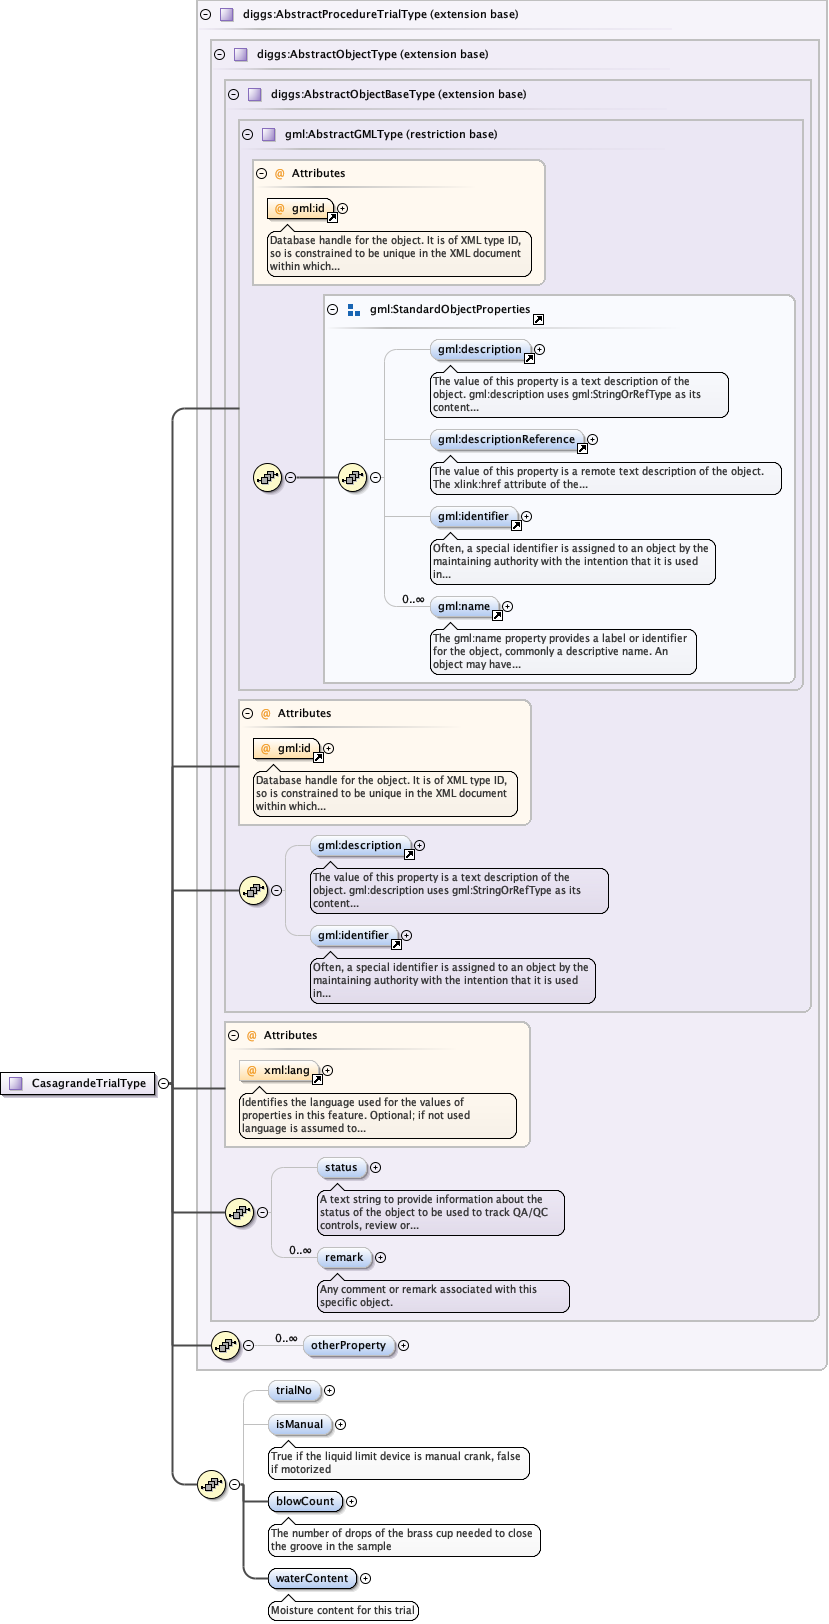 diggs:AbstractProcedureTrialType (extension base)
diggs:AbstractObjectType (extension base)
diggs:AbstractObjectBaseType (extension base)
gml:AbstractGMLType (restriction base)
@ Attributes
@ gml:id
Database handle for the object. It is of XML type ID,
so is constrained to be unique in the XML document
within which...
gml:StandardObjectProperties
gml:description
The value of this property is a text description of the
object. gml:description uses gml:StringOrRefType as its
content...
gml:descriptionReference
The value of this property is a remote text description of the object.
The xlink:href attribute of the...
gml:identifier
Often, a special identifier is assigned to an object by the
maintaining authority with the intention that it is used
in...
0..∞
gml:name
The gml:name property provides a label or identifier
for the object, commonly a descriptive name. An
object may have...
@ Attributes
@ gml:id
Database handle for the object. It is of XML type ID,
so is constrained to be unique in the XML document
within which...
gml:description
The value of this property is a text description of the
object. gml:description uses gml:StringOrRefType as its
content...
gml:identifier
Often, a special identifier is assigned to an object by the
maintaining authority with the intention that it is used
in...
@ Attributes
@ xml:lang
CasagrandeTrialType
Identifies the language used for the values of
properties in this feature. Optional; if not used
language is assumed to...
status
A text string to provide information about the
status of the object to be used to track QA/QC
controls, review or...
0..∞
remark
Any comment or remark associated with this
specific object.
0..∞
otherProperty
trialNo
isManual
True if the liquid limit device is manual crank, false
if motorized
blowCount
The number of drops of the brass cup needed to close
the groove in the sample
waterContent
Moisture content for this trial